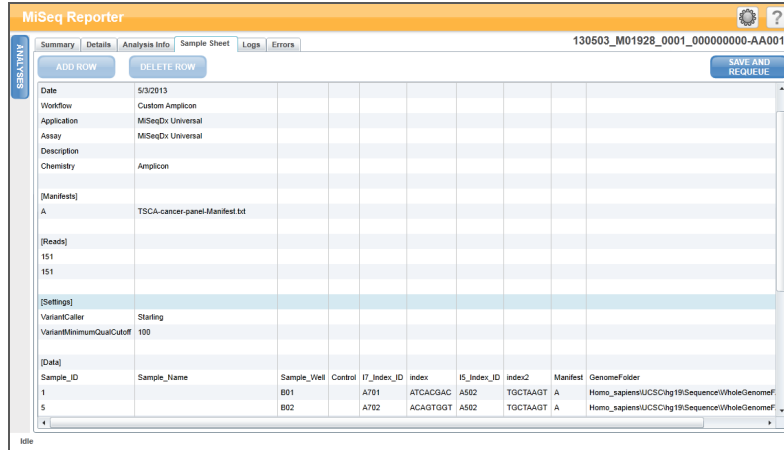 MiSeq Reporter
?
ANALYSES
Summary Details Analysis Info Sample Sheet Logs Errors 130503_M01928_0001_000000000-AA001
ADD ROW DELETE ROW SAVE AND
REQUEUE
Date 5/3/2013
Workflow Custom Amplicon
Application MiSeqDx Universal
Assay MiSeqDx Universal
Description
Chemistry Amplicon
[Manifests]
A TSCA-cancer-panel-Manifest.txt
[Reads]
151
151
[Settings]
VariantCaller Starling
VariantMinimumQualCutoff 100
[Data]
Sample_ID Sample_Name Sample_Well Control I7_Index_ID index I5_Index_ID index2 Manifest GenomeFolder
1 B01 A701 ATCACGAC A502 TGCTAAGT A Homo_sapiens\UCSC\hg19\Sequence\WholeGenomeF
5 B02 A702 ACAGTGGT A502 TGCTAAGT A Homo_sapiens\UCSC\hg19\Sequence\WholeGenomeF
Idle